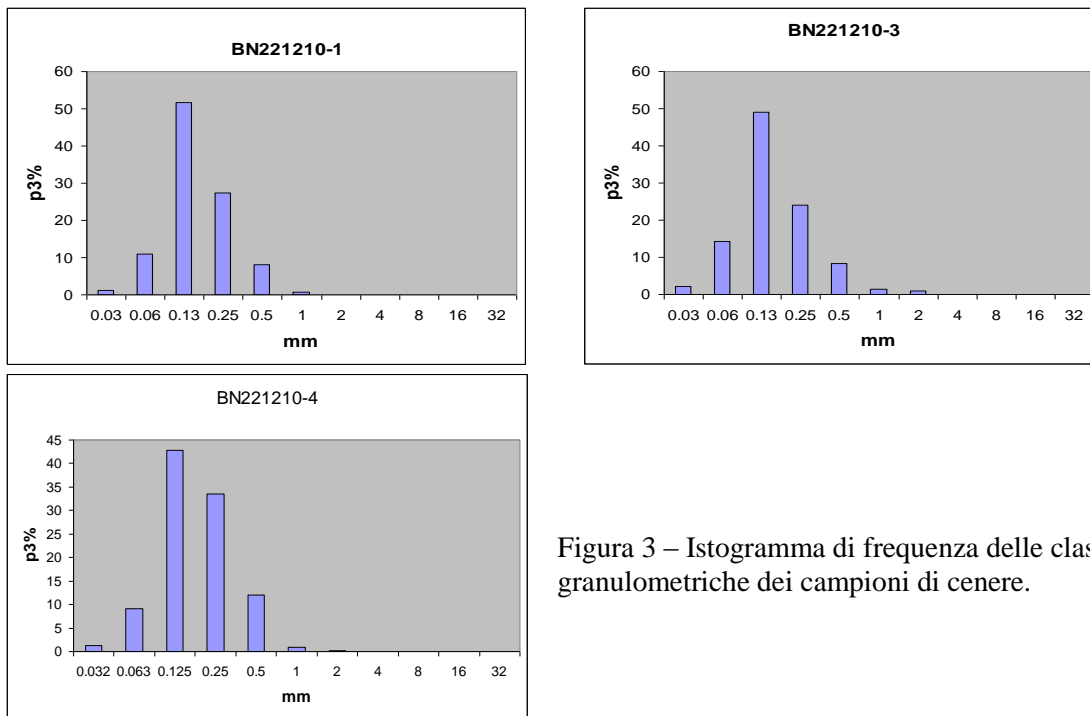 BN221210-1
60
50
40
30
20
10
0
p3%
0.03 0.06 0.13 0.25 0.5 1 2 4 8 16 32
mm
BN221210-3
60
50
40
30
20
10
0
p3%
0.03 0.06 0.13 0.25 0.5 1 2 4 8 16 32
mm
BN221210-4
45
40
35
30
25
20
15
10
5
0
p3%
0.032 0.063 0.125 0.25 0.5 1 2 4 8 16 32
mm
Figura 3 – Istogramma di frequenza delle
granulometriche dei campioni di cenere.